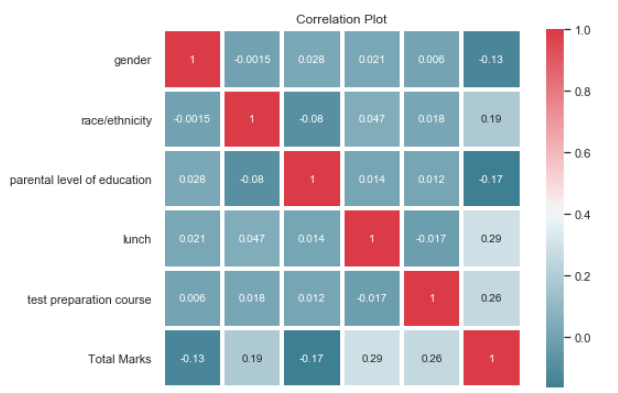 Correlation Plot
gender 1 -0.0015 0.028 0.021 0.006 -0.13
race/ethnicity -0.0015 1 -0.08 0.047 0.018 0.19
parental level of education 0.028 -0.08 1 0.014 0.012 -0.17
lunch 0.021 0.047 0.014 1 -0.017 0.29
test preparation course 0.006 0.018 0.012 -0.017 1 0.26
Total Marks -0.13 0.19 -0.17 0.29 0.26 1
1.0
0.8
0.6
0.4
0.2
0.0